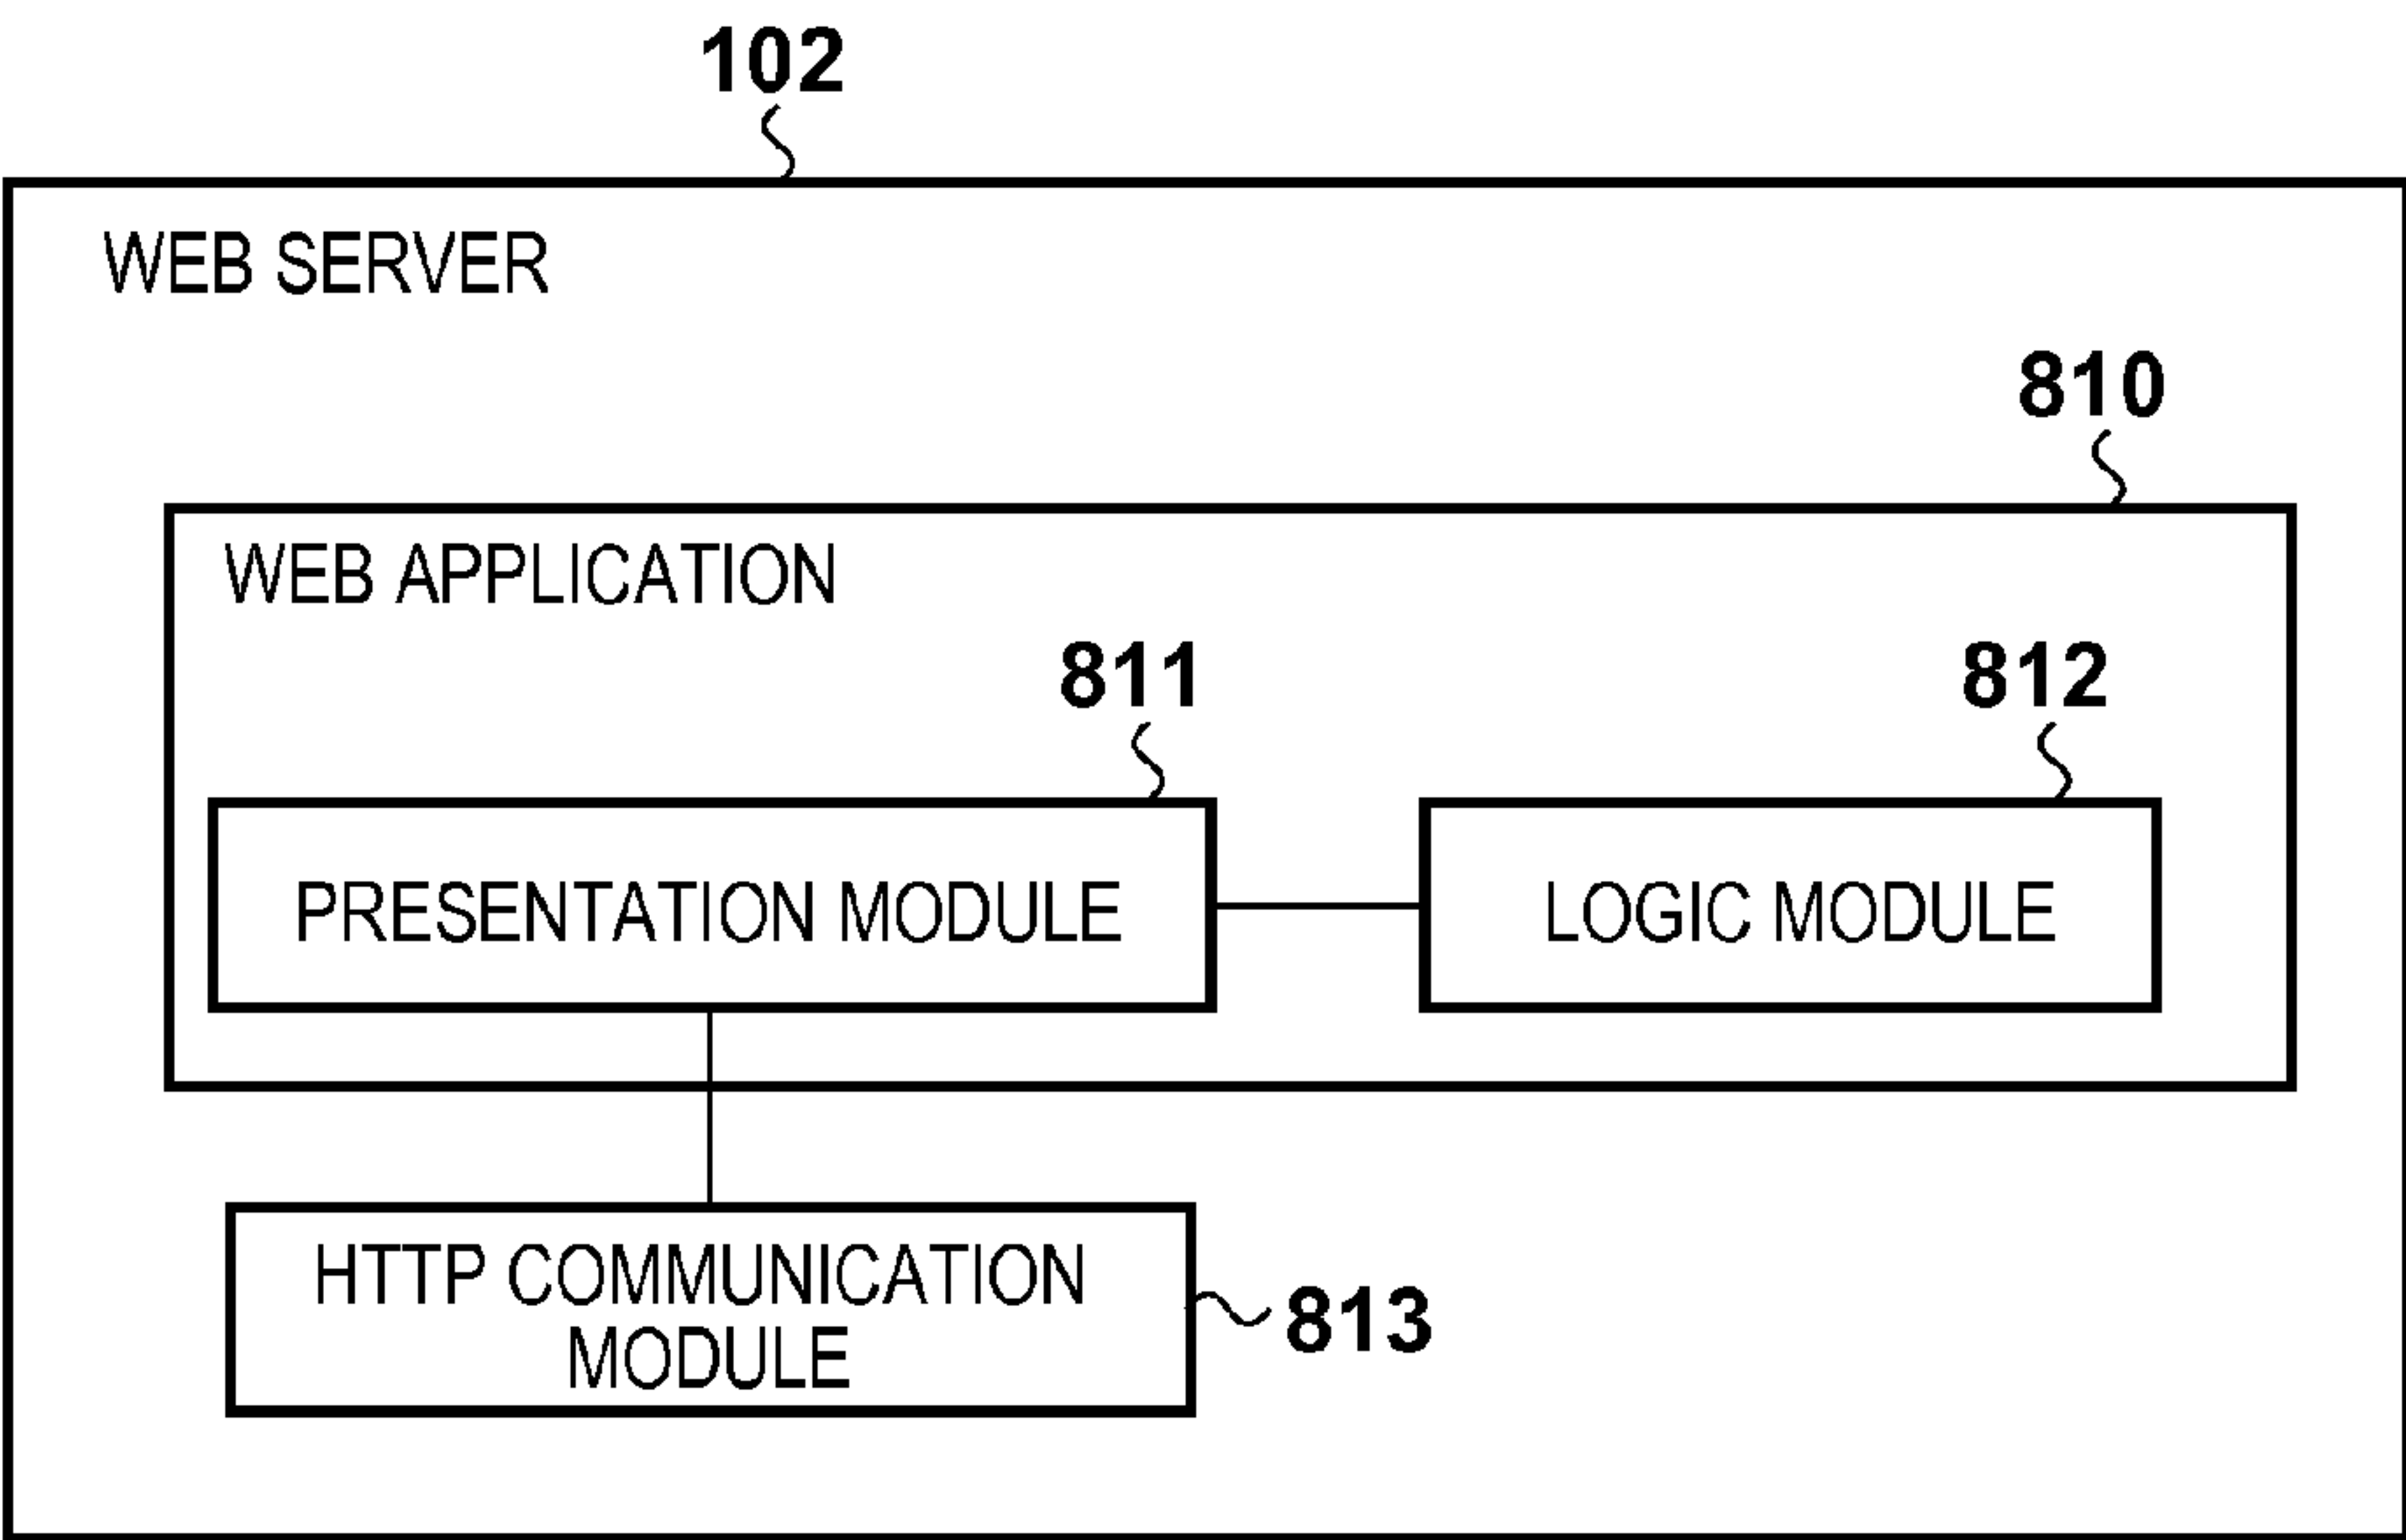 102
WEB SERVER
810
WEB APPLICATION
811
812
PRESENTATION MODULE
LOGIC MODULE
HTTP COMMUNICATION
MODULE
813